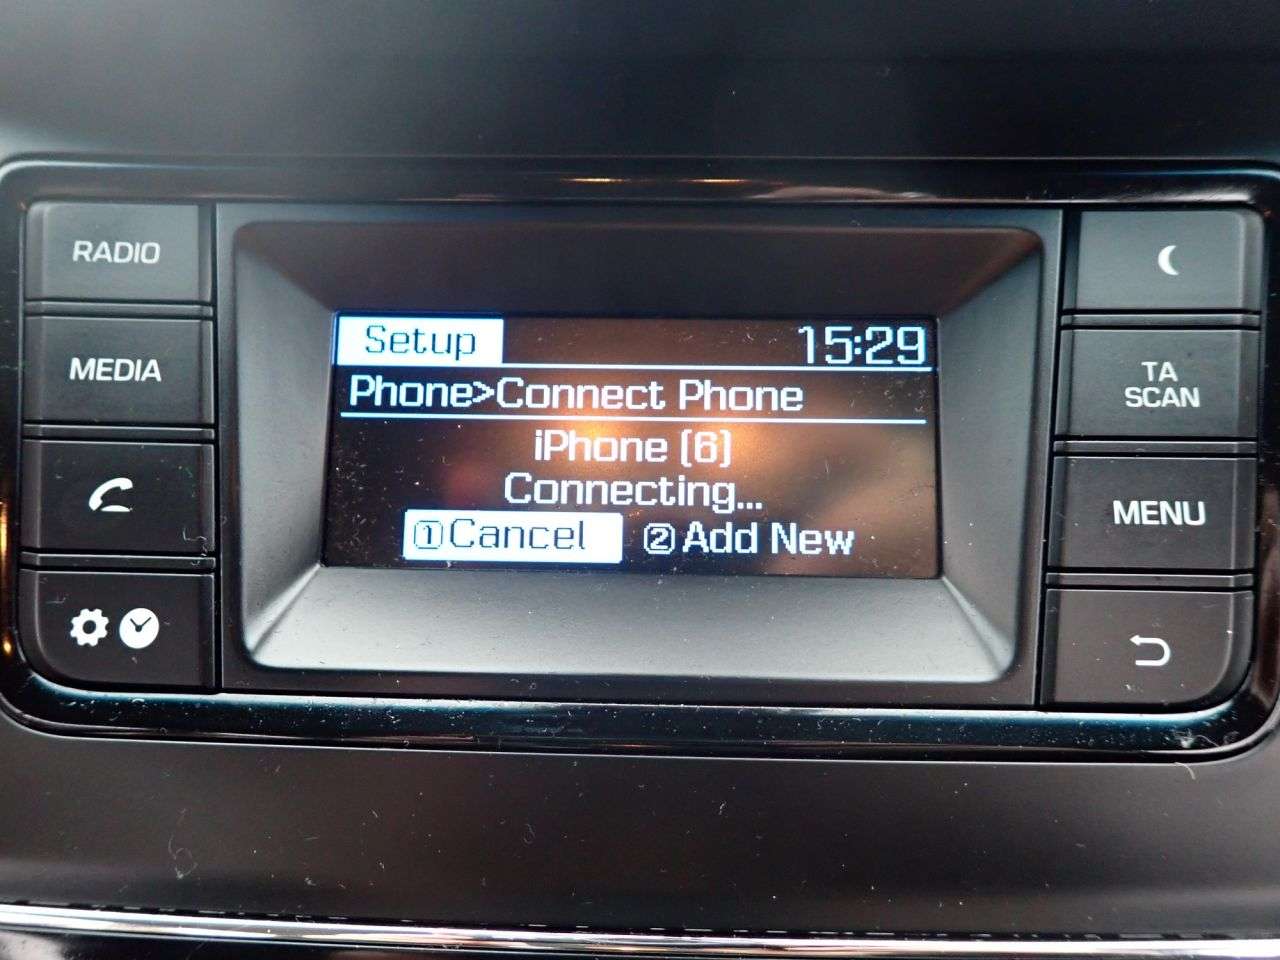 RADIO
MEDIA
Setup 15:29
Phone>Connect Phone
iPhone (6)
Connecting...
1Cancel 2Add New
TA
SCAN
MENU